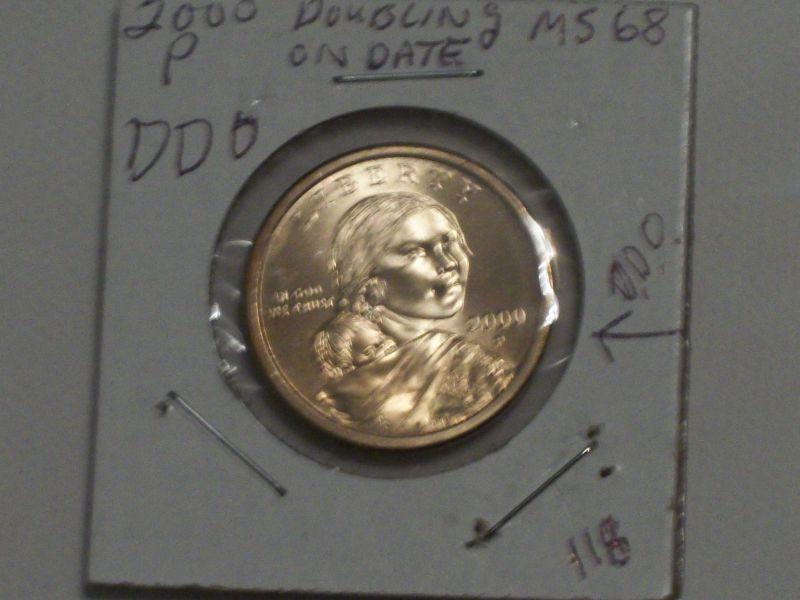 2000 DOUBLING MS68
P ON DATE
DDO
LIBERTY
IN GOD
WE TRUST
2000
P
DDO
118